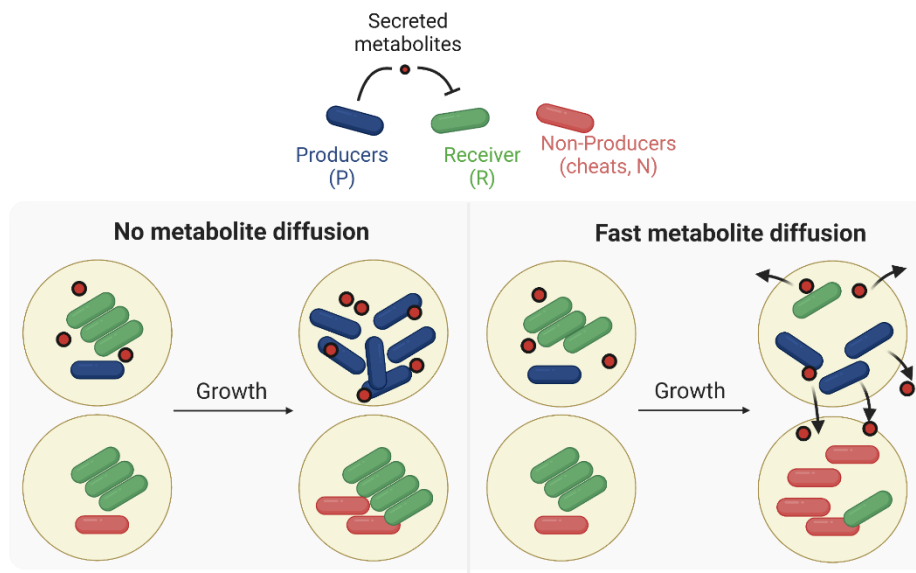 Secreted
metabolites
Producers
(P)
Receiver
(R)
Non-Producers
(cheats, N)
No metabolite diffusion
Growth
Fast metabolite diffusion
Growth